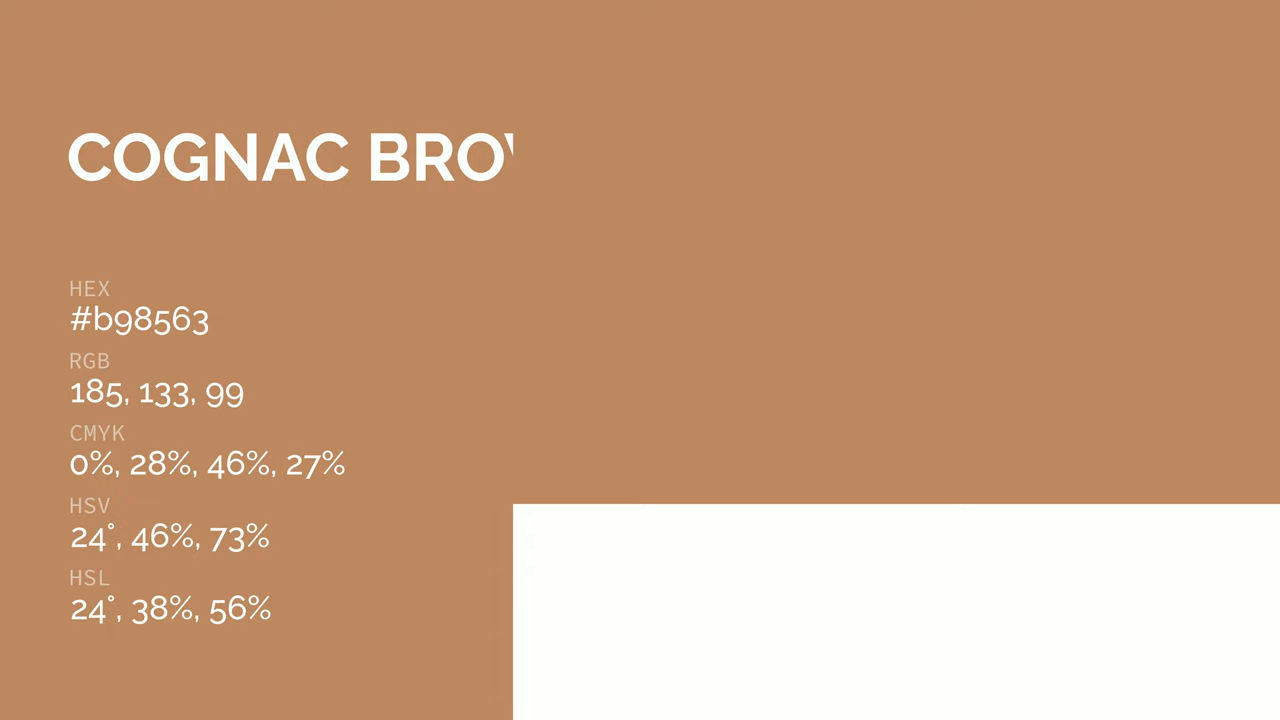 COGNAC BRO
HEX
#b98563
RGB
185, 133, 99
CMYK
0%, 28%, 46%, 27%
HSV
24°, 46%, 73%
HSL
24°, 38%, 56%